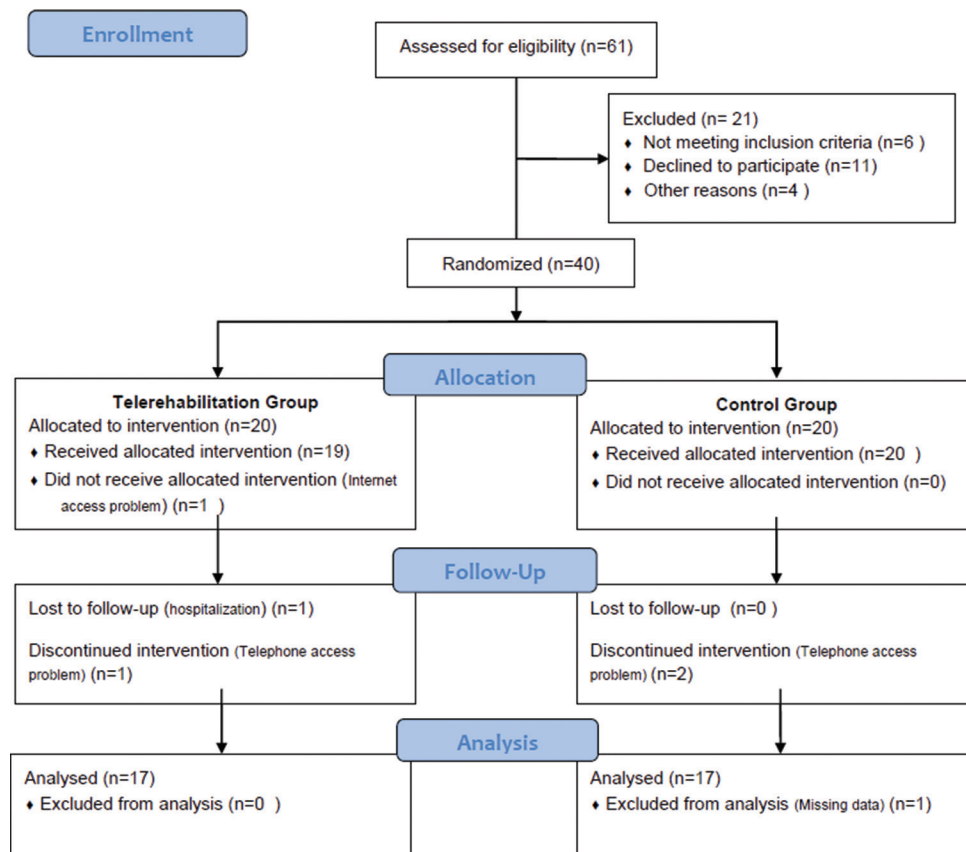 Enrollment
Assessed for eligibility (n=61)
Excluded (n= 21)
♦ Not meeting inclusion criteria (n=6 )
♦ Declined to participate (n=11)
♦ Other reasons (n=4 )
Randomized (n=40)
Allocation
Telerehabilitation Group
Allocated to intervention (n=20)
♦ Received allocated intervention (n=19)
♦ Did not receive allocated intervention (Internet
access problem) (n=1 )
Control Group
Allocated to intervention (n=20)
♦ Received allocated intervention (n=20 )
♦ Did not receive allocated intervention (n=0)
Follow-Up
Lost to follow-up (hospitalization) (n=1)
Discontinued intervention (Telephone access
problem) (n=1)
Lost to follow-up (n=0 )
Discontinued intervention (Telephone access
problem) (n=2)
Analysis
Analysed (n=17)
♦ Excluded from analysis (n=0 )
Analysed (n=17)
♦ Excluded from analysis (Missing data) (n=1)